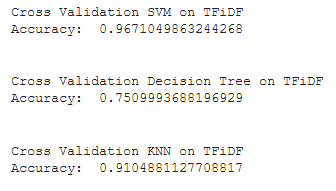 Cross Validation SVM on TFiDF
Accuracy:  0.9671049863244268
Cross Validation Decision Tree on TFiDF
Accuracy:  0.7509993688196929
Cross Validation KNN on TFiDF
Accuracy:  0.9104881127708817